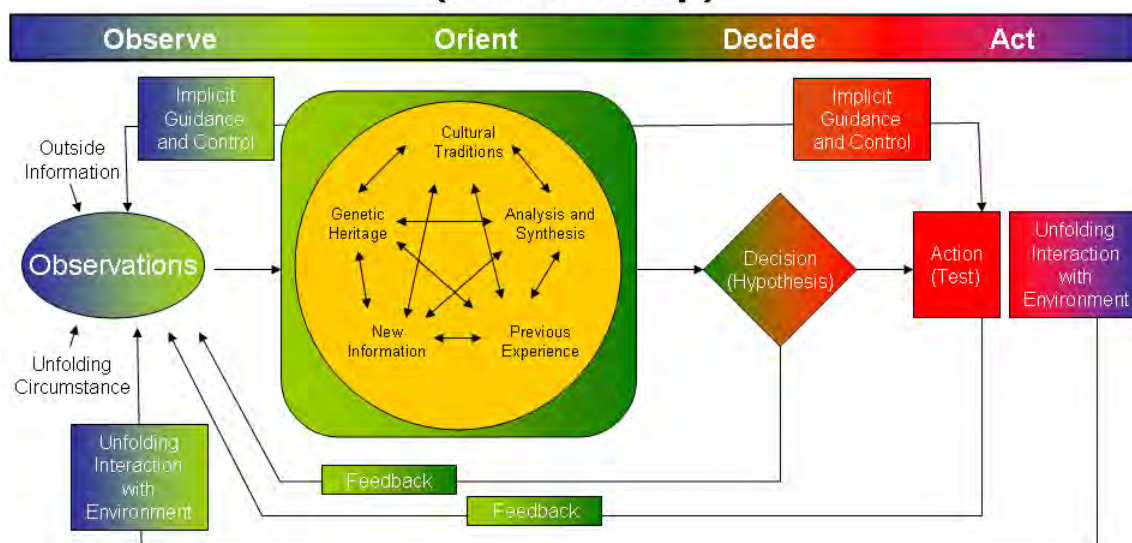 Observe
Orient
Decide
Act
Implicit
Guidance
and Control
Implicit
Guidance
and Control
Outside
Information
Cultural
Traditions
Genetic
Heritage
Analysis and
Synthesis
Observations
Decision
(Hypothesis)
Action
(Test)
Unfolding
Interaction
with
Environment
New
Information
Previous
Experience
Unfolding
Circumstance
Unfolding
Interaction
with
Environment
Feedback
Feedback